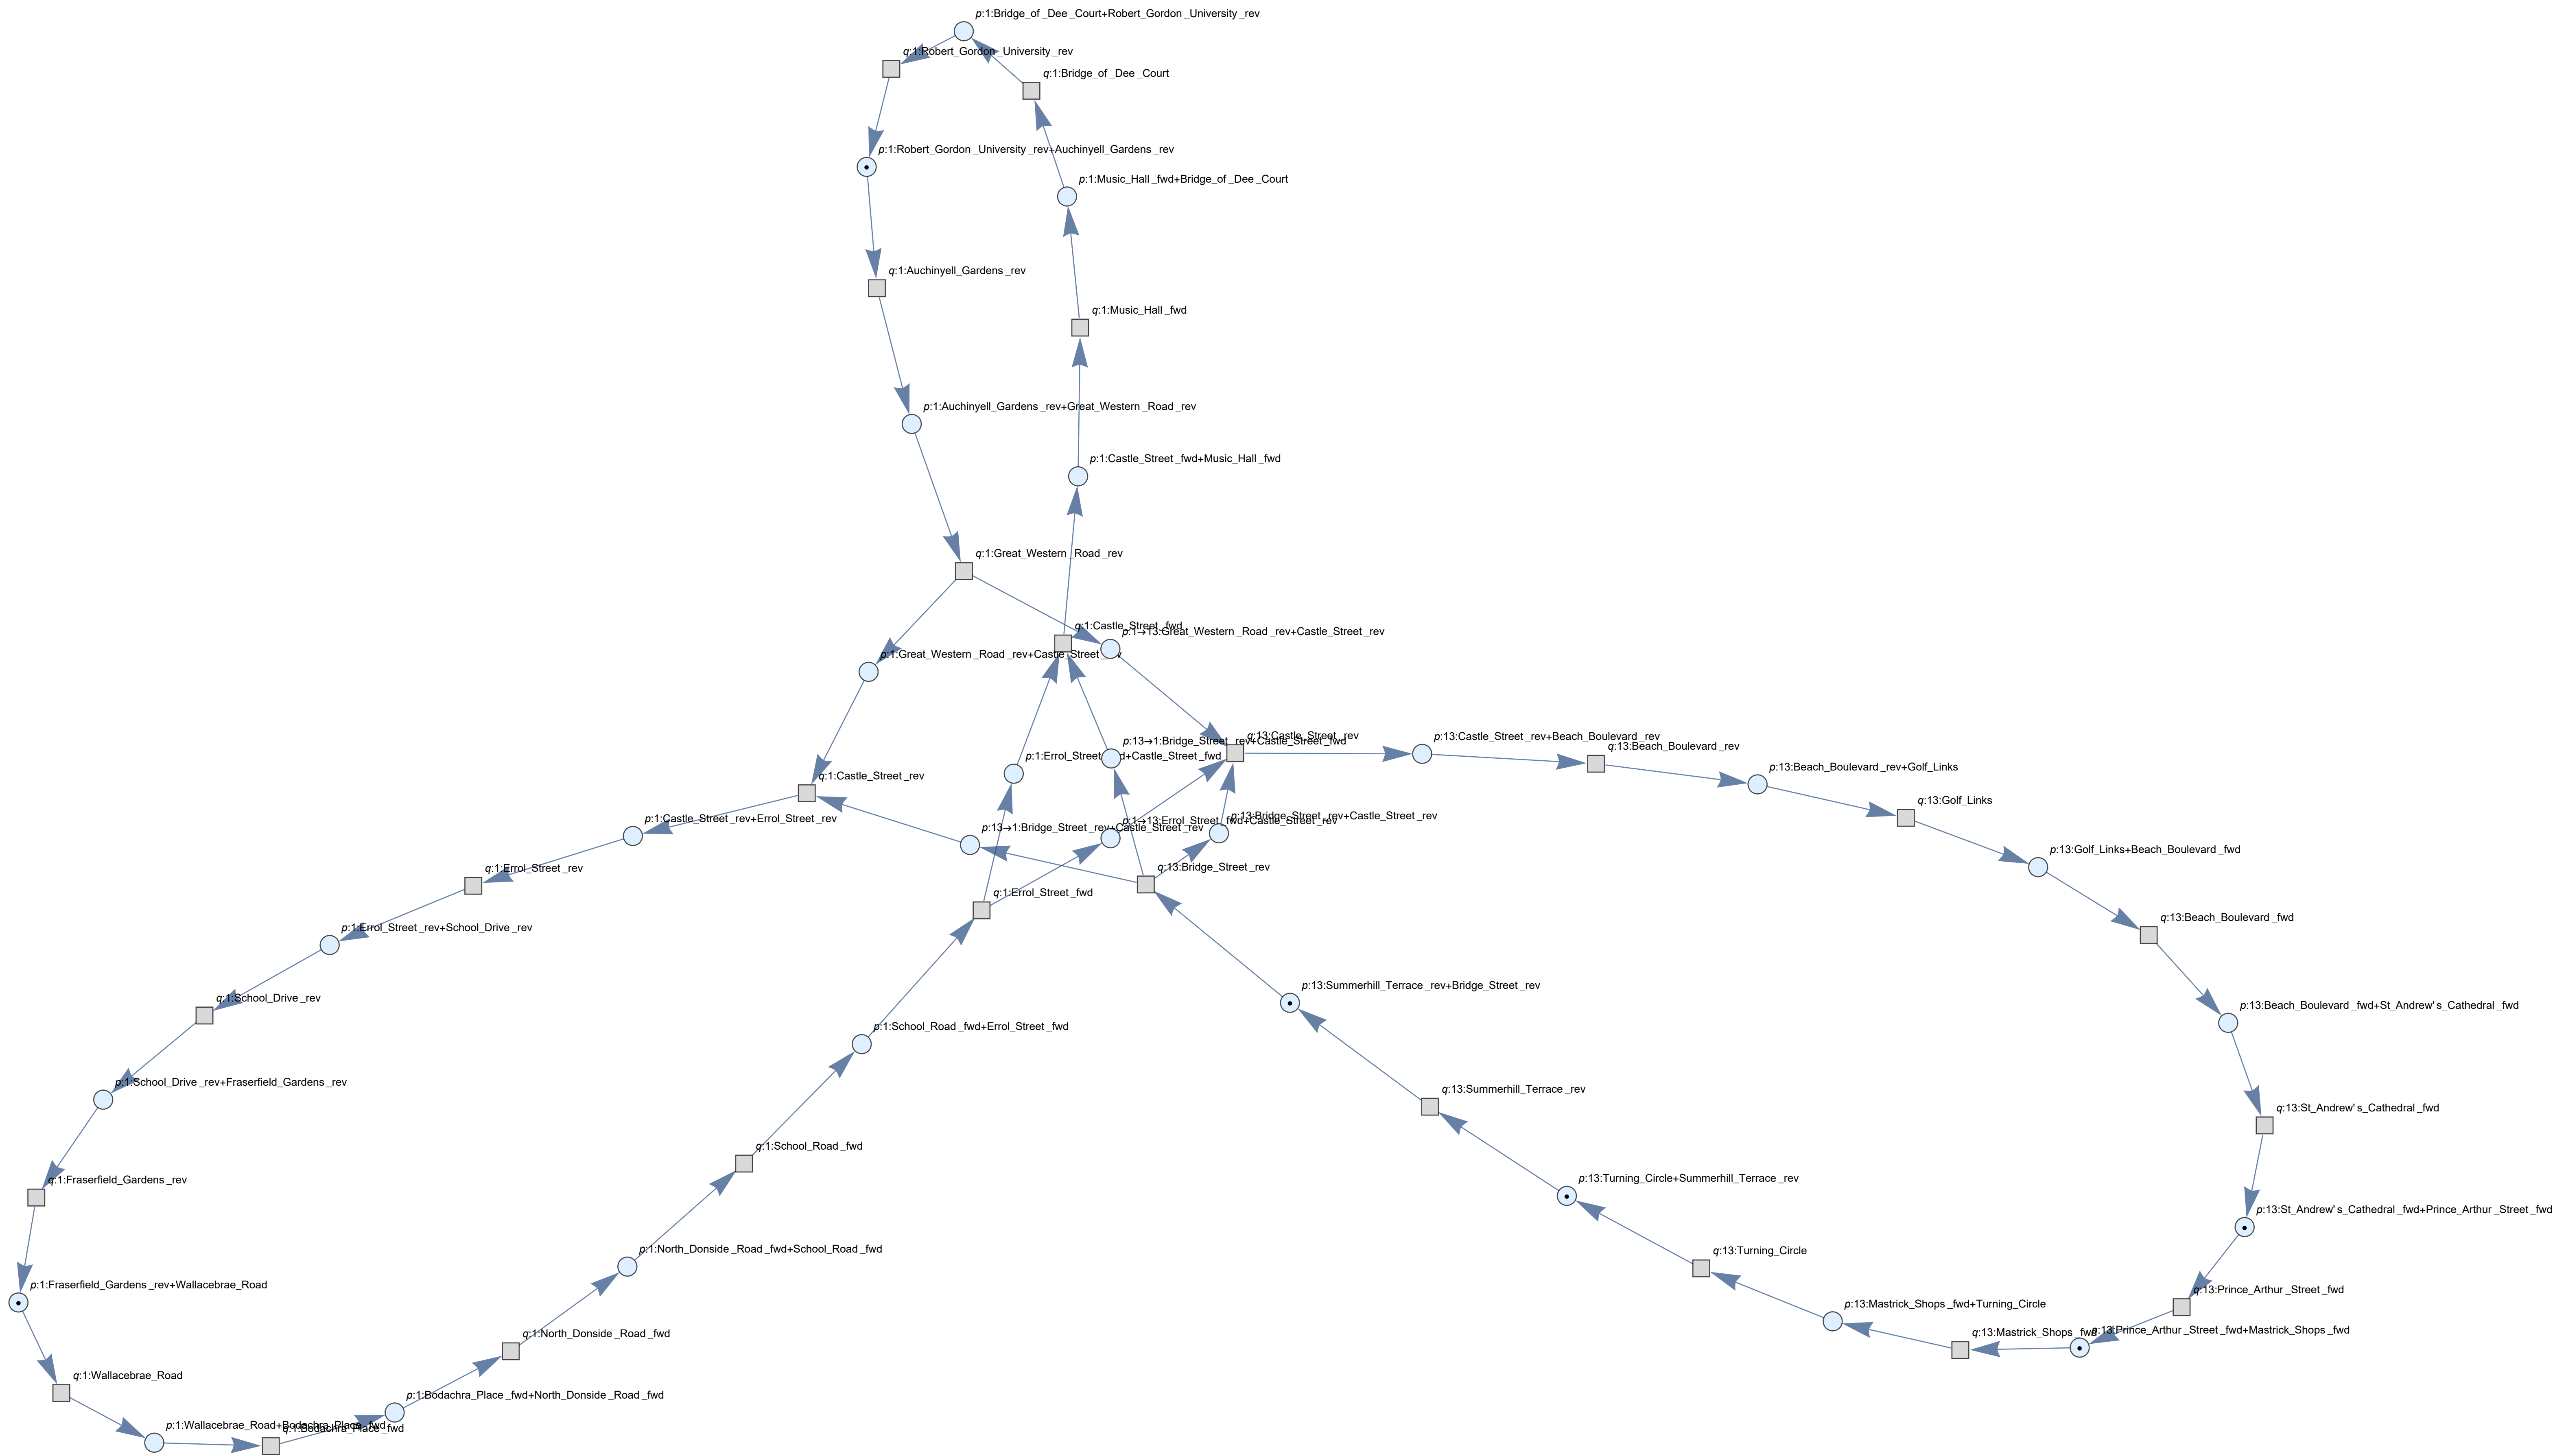 p:1:Bridge_of_Dee_Court+Robert_Gordon_University_rev
q:1:Robert_Gordon_University_rev
q:1:Bridge_of_Dee_Court
p:1:Robert_Gordon_University_rev+Auchinyell_Gardens_rev
p:1:Music_Hall_fwd+Bridge_of_Dee_Court
q:1:Auchinyell_Gardens_rev
q:1:Music_Hall_fwd
p:1:Auchinyell_Gardens_rev+Great_Western_Road_rev
p:1:Castle_Street_fwd+Music_Hall_fwd
q:1:Great_Western_Road_rev
q:1:Castle_Street_fwd
p:1→13:Great_Western_Road_rev+Castle_Street_rev
p:1:Great_Western_Road_rev+Castle_Street_rev
q:13:Castle_Street_rev
p:13→1:Bridge_Street_rev+Castle_Street_fwd
p:13:Castle_Street_rev+Beach_Boulevard_rev
q:13:Beach_Boulevard_rev
p:1:Errol_Street_fwd+Castle_Street_fwd
p:13:Beach_Boulevard_rev+Golf_Links
q:1:Castle_Street_rev
q:13:Golf_Links
p:1:Castle_Street_rev+Errol_Street_rev
p:13→1:Bridge_Street_rev+Castle_Street_rev
p:1→13:Errol_Street_fwd+Castle_Street_rev
p:13:Bridge_Street_rev+Castle_Street_rev
p:13:Golf_Links+Beach_Boulevard_fwd
q:1:Errol_Street_rev
q:13:Bridge_Street_rev
q:1:Errol_Street_fwd
q:13:Beach_Boulevard_fwd
p:1:Errol_Street_rev+School_Drive_rev
p:13:Summerhill_Terrace_rev+Bridge_Street_rev
q:1:School_Drive_rev
p:13:Beach_Boulevard_fwd+St_Andrew's_Cathedral_fwd
p:1:School_Road_fwd+Errol_Street_fwd
p:1:School_Drive_rev+Fraserfield_Gardens_rev
q:13:Summerhill_Terrace_rev
q:13:St_Andrew's_Cathedral_fwd
q:1:School_Road_fwd
q:1:Fraserfield_Gardens_rev
p:13:Turning_Circle+Summerhill_Terrace_rev
p:13:St_Andrew's_Cathedral_fwd+Prince_Arthur_Street_fwd
p:1:North_Donside_Road_fwd+School_Road_fwd
q:13:Turning_Circle
p:1:Fraserfield_Gardens_rev+Wallacebrae_Road
q:13:Prince_Arthur_Street_fwd
p:13:Mastrick_Shops_fwd+Turning_Circle
q:1:North_Donside_Road_fwd
q:13:Mastrick_Shops_fwd
p:13:Prince_Arthur_Street_fwd+Mastrick_Shops_fwd
q:1:Wallacebrae_Road
p:1:Bodachra_Place_fwd+North_Donside_Road_fwd
p:1:Wallacebrae_Road+Bodachra_Place_fwd
q:1:Bodachra_Place_fwd